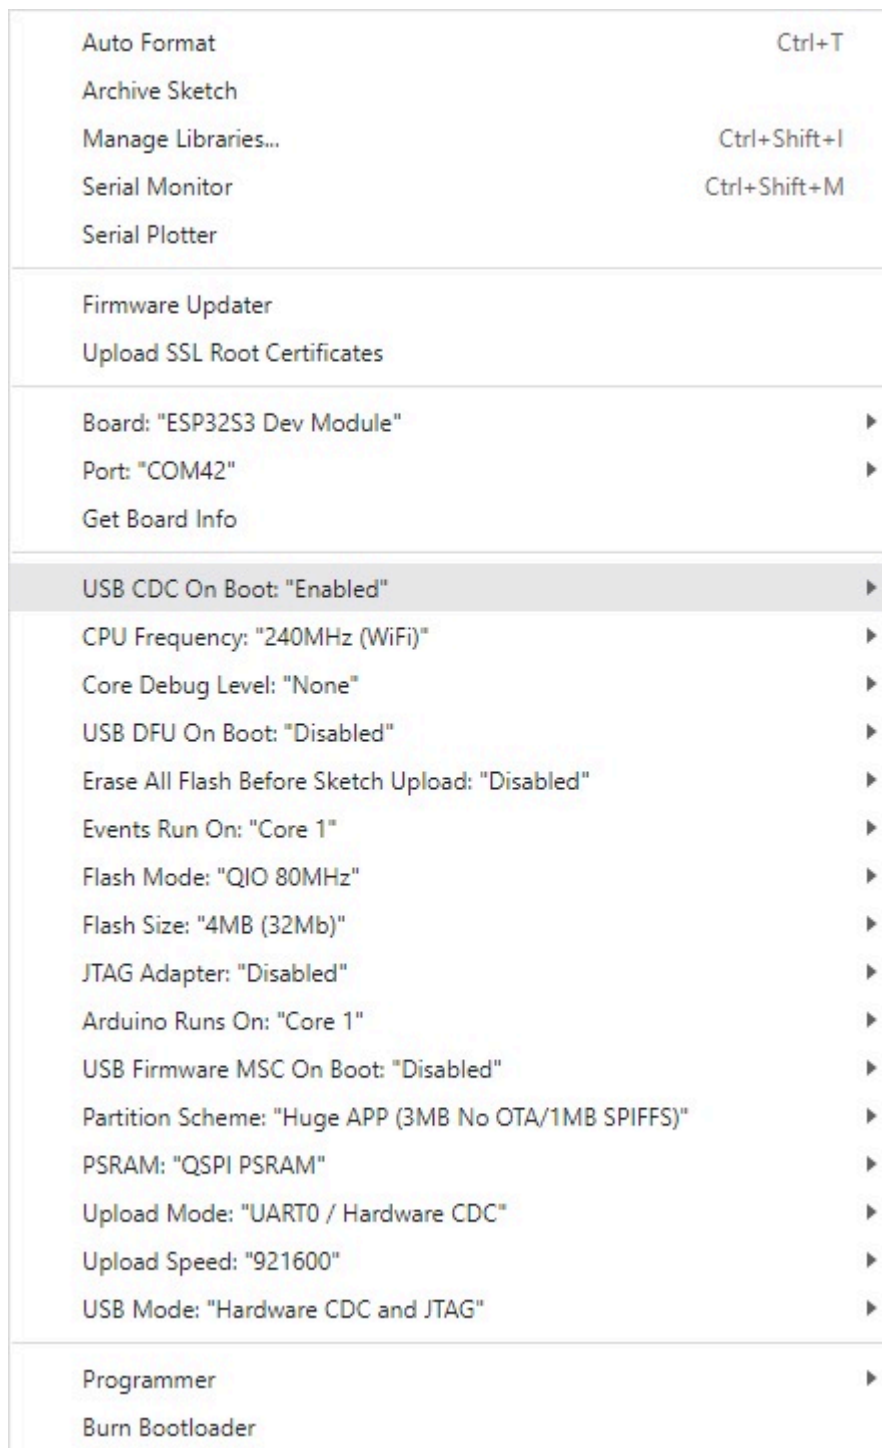 Auto Format Ctrl+T
Archive Sketch
Manage Libraries... Ctrl+Shift+I
Serial Monitor Ctrl+Shift+M
Serial Plotter
Firmware Updater
Upload SSL Root Certificates
Board: "ESP32S3 Dev Module"
Port: "COM42"
Get Board Info
USB CDC On Boot: "Enabled"
CPU Frequency: "240MHz (WiFi)"
Core Debug Level: "None"
USB DFU On Boot: "Disabled"
Erase All Flash Before Sketch Upload: "Disabled"
Events Run On: "Core 1"
Flash Mode: "QIO 80MHz"
Flash Size: "4MB (32Mb)"
JTAG Adapter: "Disabled"
Arduino Runs On: "Core 1"
USB Firmware MSC On Boot: "Disabled"
Partition Scheme: "Huge APP (3MB No OTA/1MB SPIFFS)"
PSRAM: "QSPI PSRAM"
Upload Mode: "UART0 / Hardware CDC"
Upload Speed: "921600"
USB Mode: "Hardware CDC and JTAG"
Programmer
Burn Bootloader